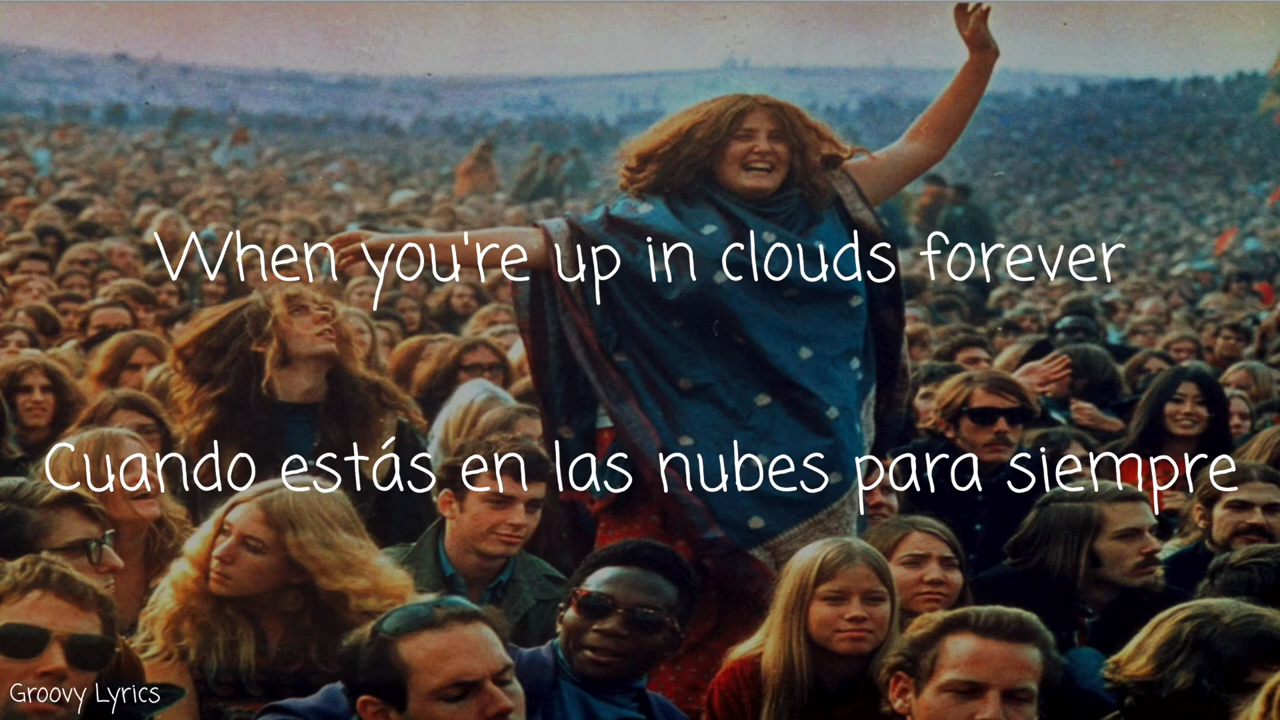 When you're up in clouds forever
Cuando estás en las nubes para siempre
Groovy Lyrics